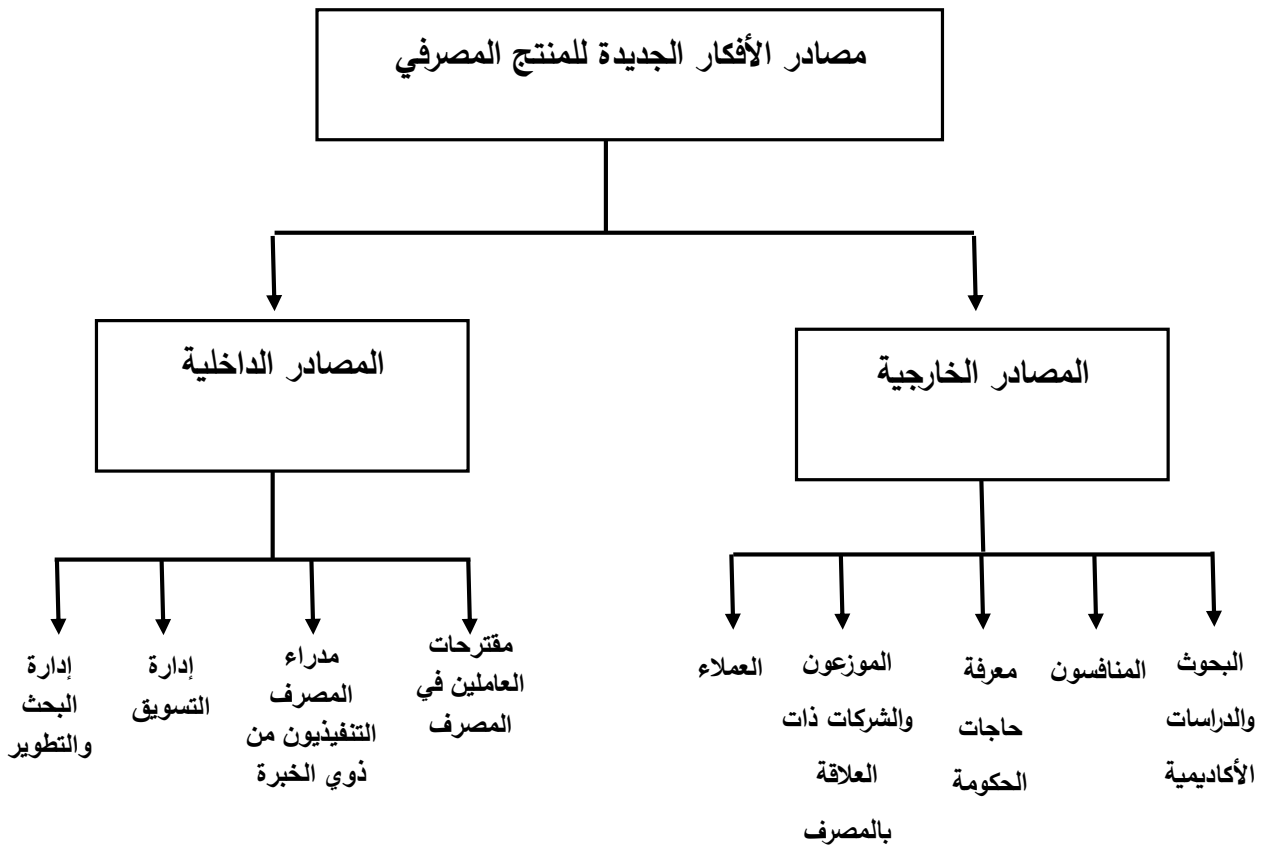 مصادر الأفكار الجديدة للمنتج المصرفي
المصادر الخارجية
المصادر الداخلية
البحوث
والدراسات
الأكاديمية
المنافسون
معرفة
حاجات
الحكومة
الموزعون
والشركات ذات
العلاقة
بالمصرف
العملاء
مقترحات
العاملين في
المصرف
مدراء
المصرف
التنفيذيون من
ذوي الخبرة
إدارة
التسويق
إدارة
البحث
والتطوير